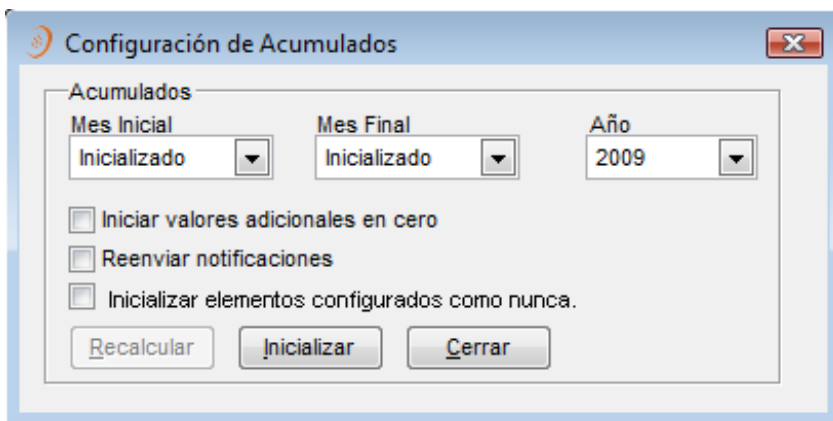 Configuración de Acumulados
Acumulados
Mes Inicial Mes Final Año
Inicializado Inicializado 2009
Iniciar valores adicionales en cero
Reenviar notificaciones
Inicializar elementos configurados como nunca.
Recalcular Inicializar Cerrar